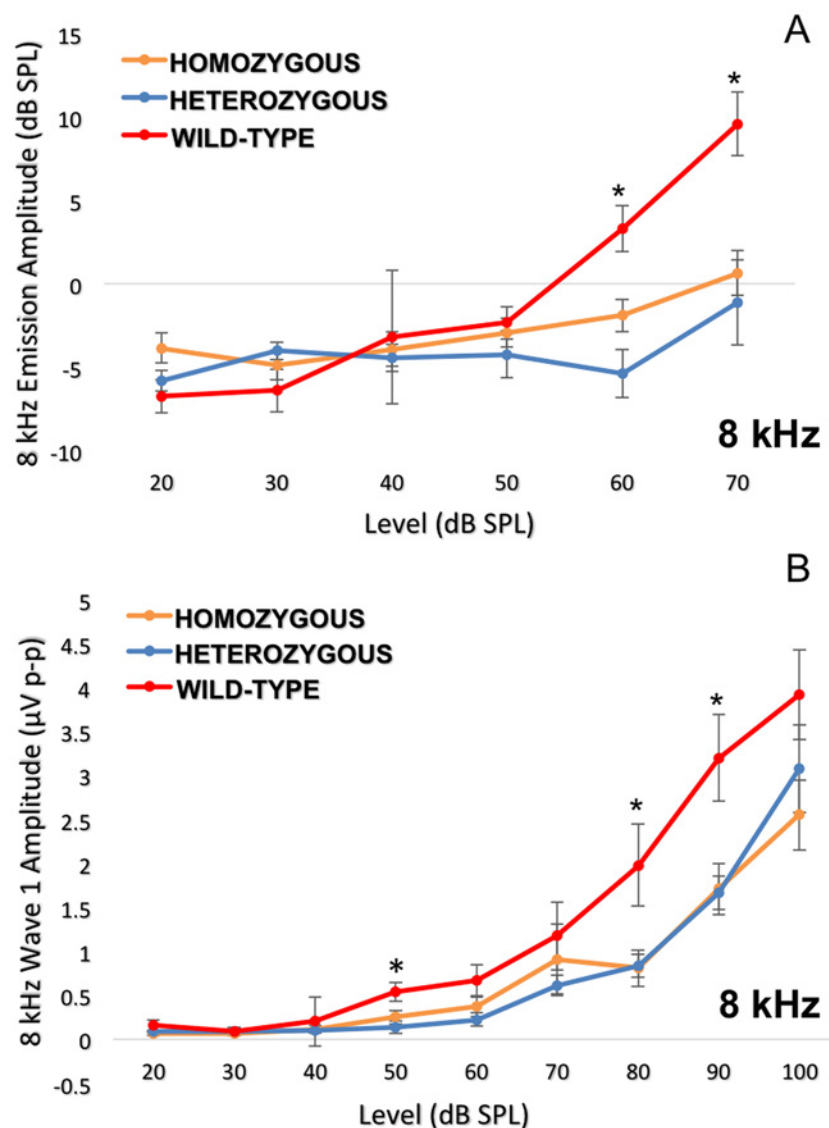 A
15
10
5
0
-5
-10
8 kHz Emission Amplitude (dB SPL)
HOMOZYGOUS
HETEROZYGOUS
WILD-TYPE
*
*
8 kHz
20 30 40 50 60 70
Level (dB SPL)
B
5
4.5
4
3.5
3
2.5
2
1.5
1
0.5
0
-0.5
8 kHz Wave 1 Amplitude (µV p-p)
HOMOZYGOUS
HETEROZYGOUS
WILD-TYPE
*
*
*
8 kHz
20 30 40 50 60 70 80 90 100
Level (dB SPL)